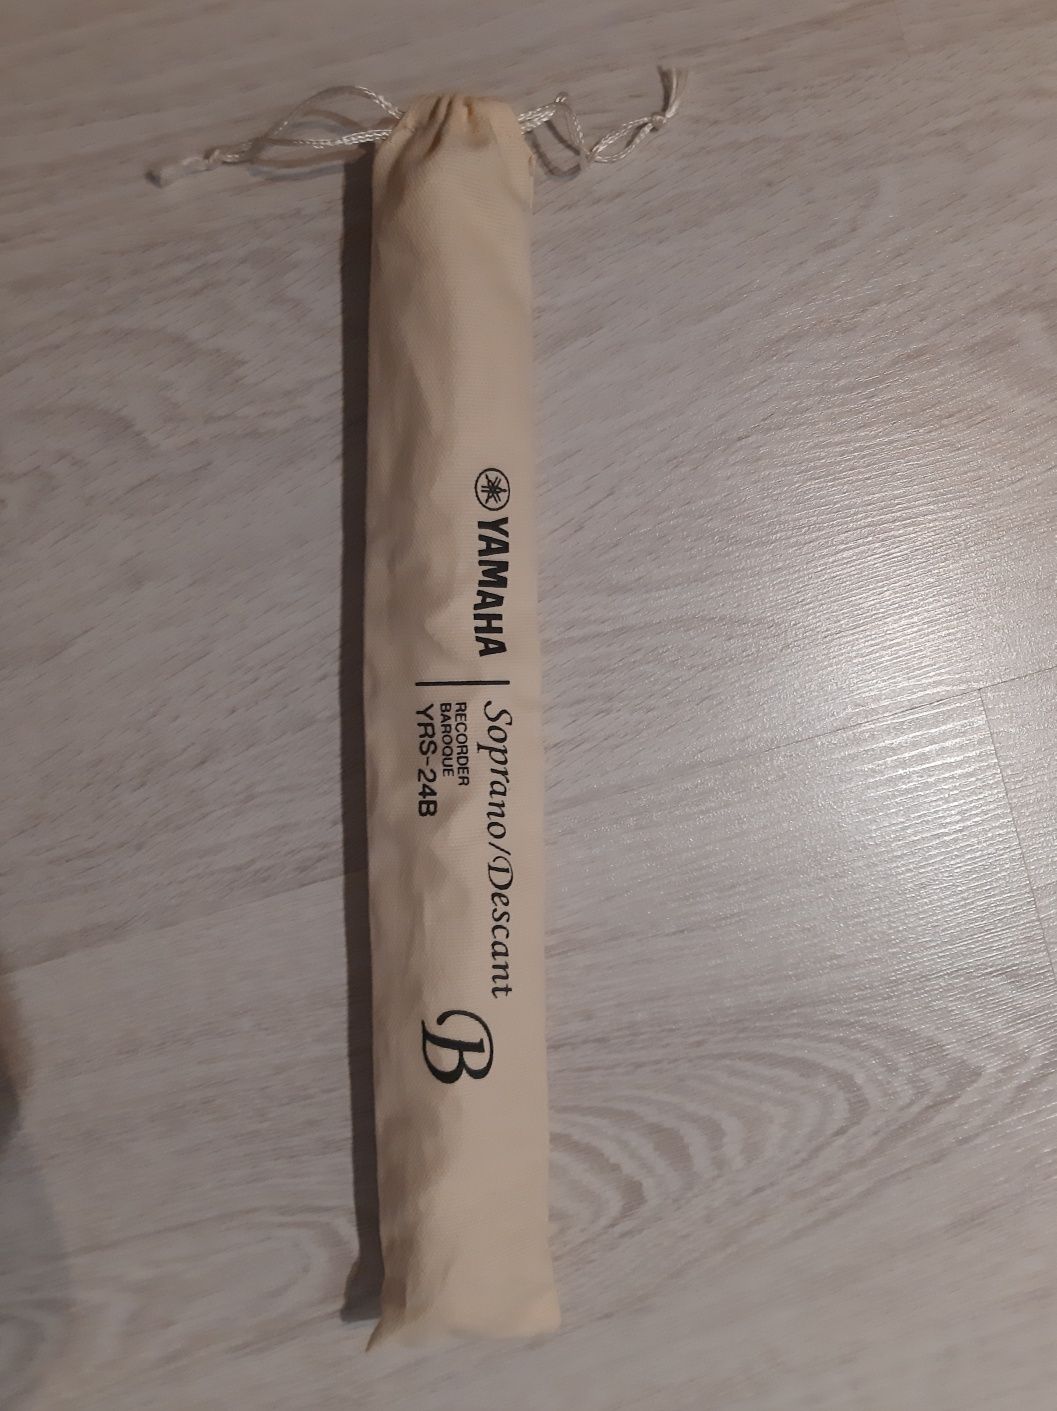 YAMAHA
Soprano/Descant
RECORDER
BAROQUE
YRS-24B
B